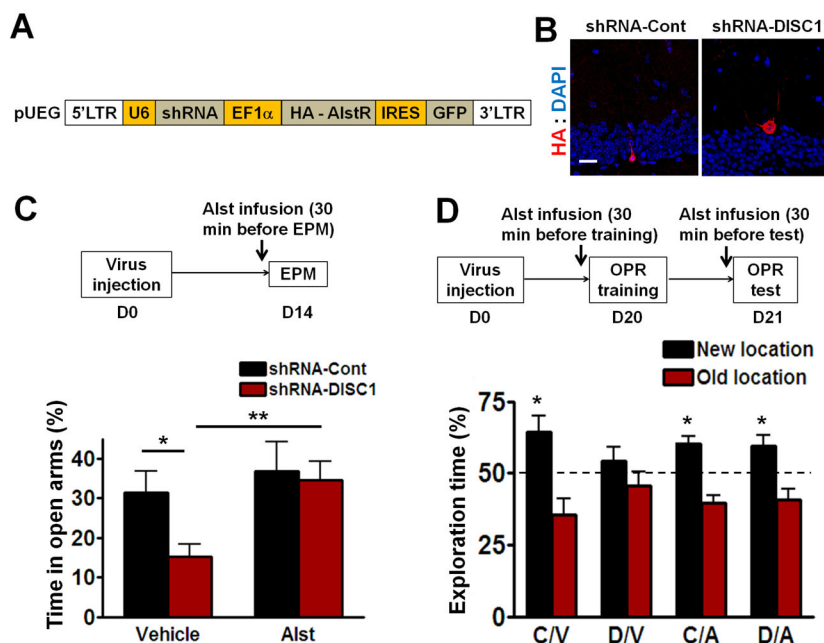 A
pUEG 5'LTR U6 shRNA EF1α HA - AlstR IRES GFP 3'LTR
B
shRNA-Cont shRNA-DISC1
HA : DAPI
C
Alst infusion (30
min before EPM)
Virus
injection
EPM
D0 D14
shRNA-Cont
shRNA-DISC1
Time in open arms (%)
40
30
20
10
0
*
**
Vehicle Alst
D
Alst infusion (30
min before training)
Alst infusion (30
min before test)
Virus
injection
OPR
training
OPR
test
D0 D20 D21
New location
Old location
Exploration time (%)
75
50
25
0
* * *
C/V D/V C/A D/A